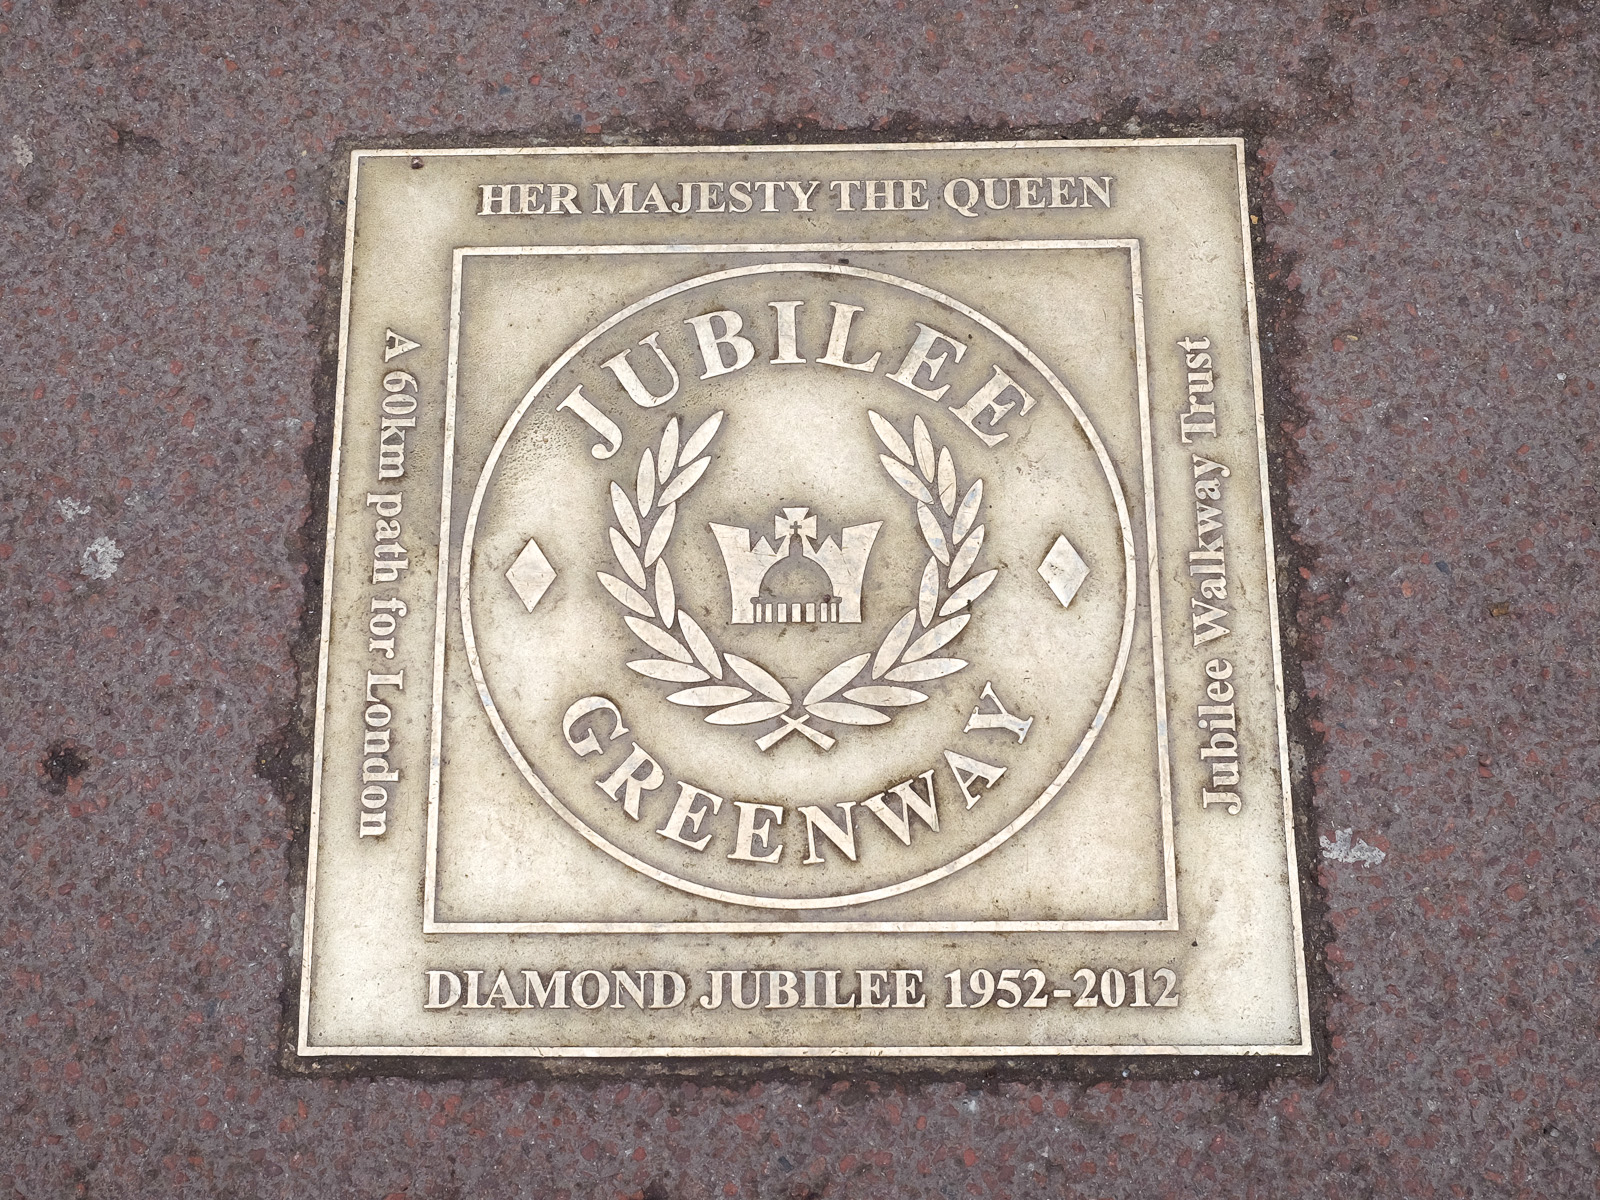 HER MAJESTY THE QUEEN
JUBILEE
GREENWAY
A 60km path for London
Jubilee Walkway Trust
DIAMOND JUBILEE 1952-2012